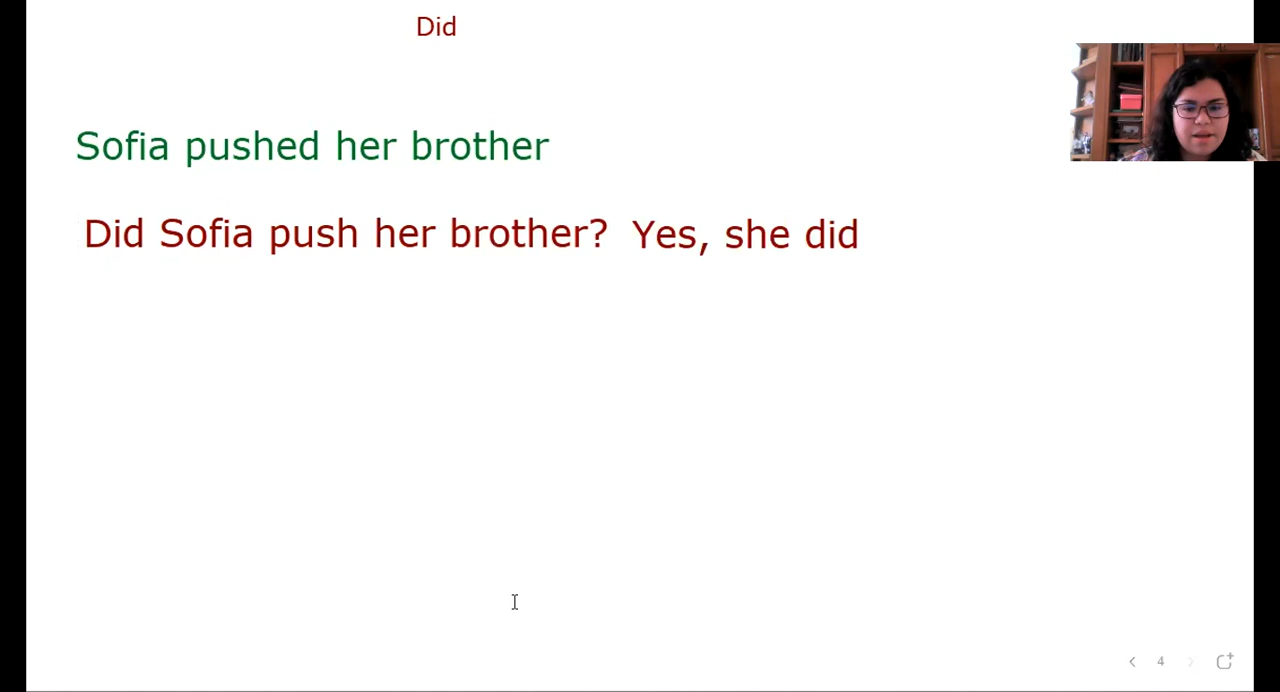 Did
Sofia pushed her brother
Did Sofia push her brother? Yes, she did
4